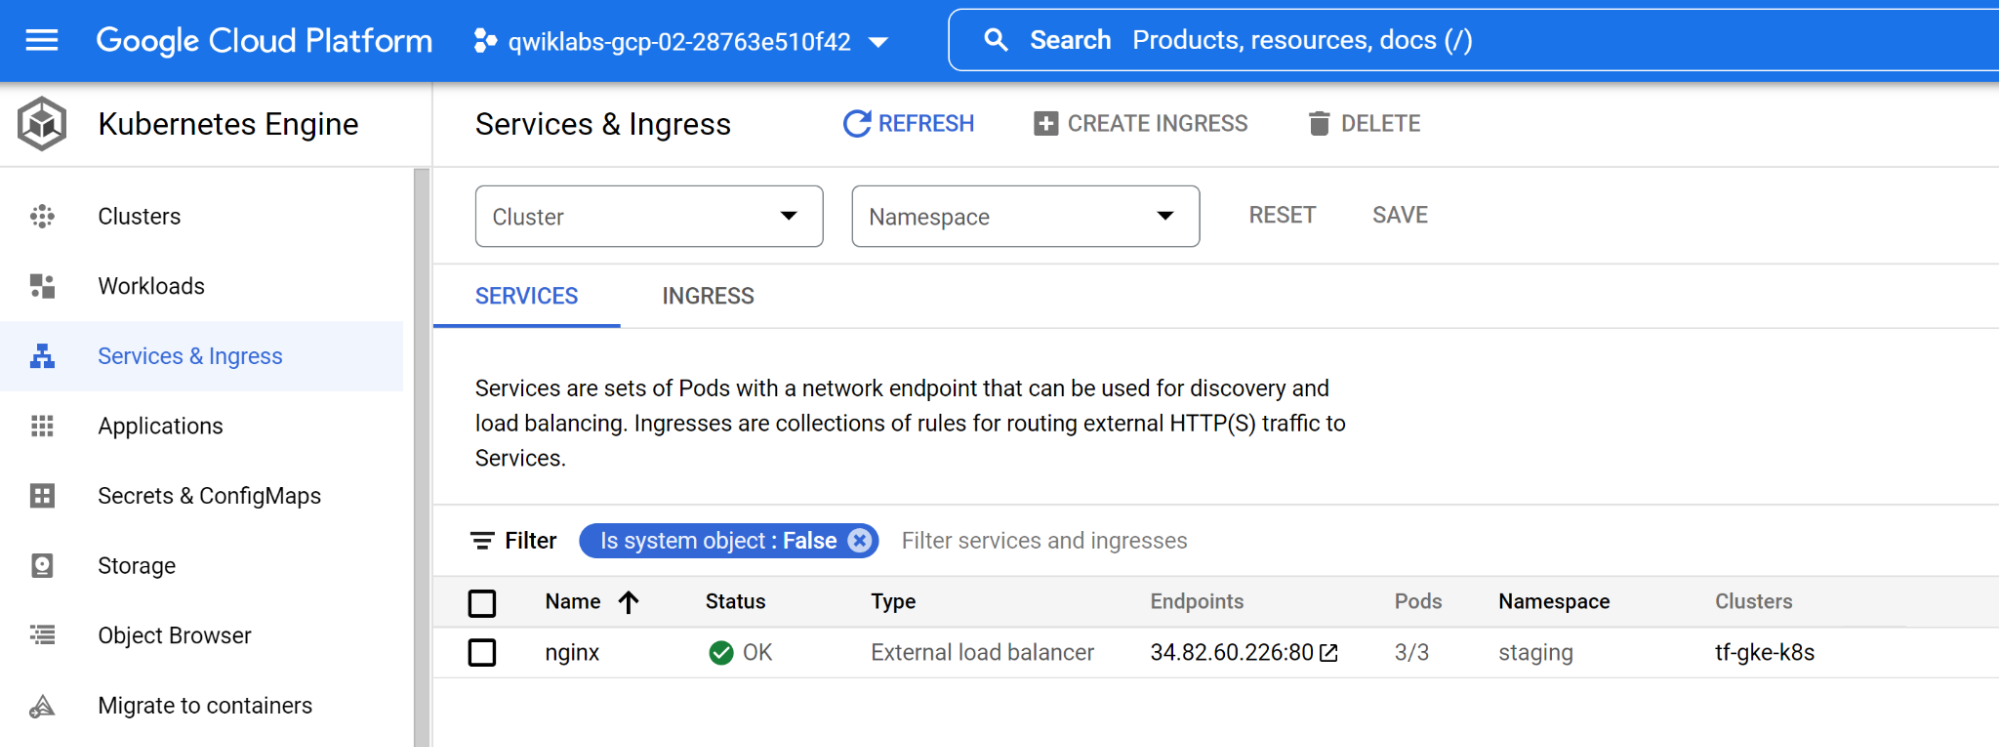 Google Cloud Platform
qwiklabs-gcp-02-28763e510f42
Search Products, resources, docs (/)
Kubernetes Engine
Services & Ingress
REFRESH
CREATE INGRESS
DELETE
Clusters
Workloads
Services & Ingress
Applications
Secrets & ConfigMaps
Storage
Object Browser
Migrate to containers
Cluster
Namespace
RESET
SAVE
SERVICES
INGRESS
Services are sets of Pods with a network endpoint that can be used for discovery and
load balancing. Ingresses are collections of rules for routing external HTTP(S) traffic to
Services.
Filter
Is system object : False
Filter services and ingresses
Name Status Type Endpoints Pods Namespace Clusters
nginx OK External load balancer 34.82.60.226:80 3/3 staging tf-gke-k8s